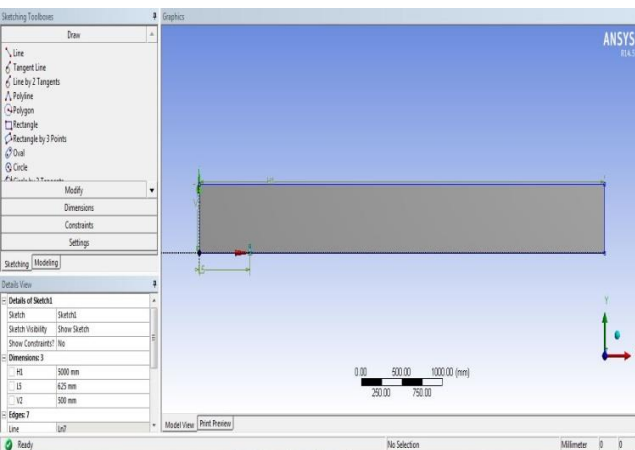 Sketching Toolboxes
Draw
Line
Tangent Line
Line by 2 Tangents
Polyline
Polygon
Rectangle
Rectangle by 3 Points
Oval
Circle
Modify
Dimensions
Constraints
Settings
Sketching Modeling
Details View
Details of Sketch1
Sketch Sketch1
Sketch Visibility Show Sketch
Show Constraints? No
Dimensions: 3
H1 5000 mm
L5 625 mm
V2 500 mm
Edges: 7
Line Ln7
Graphics
ANSYS
R14.5
L5
Y
0.00 500.00 1000.00 (mm)
250.00 750.00
Model View Print Preview
Ready No Selection Millimeter 0 0